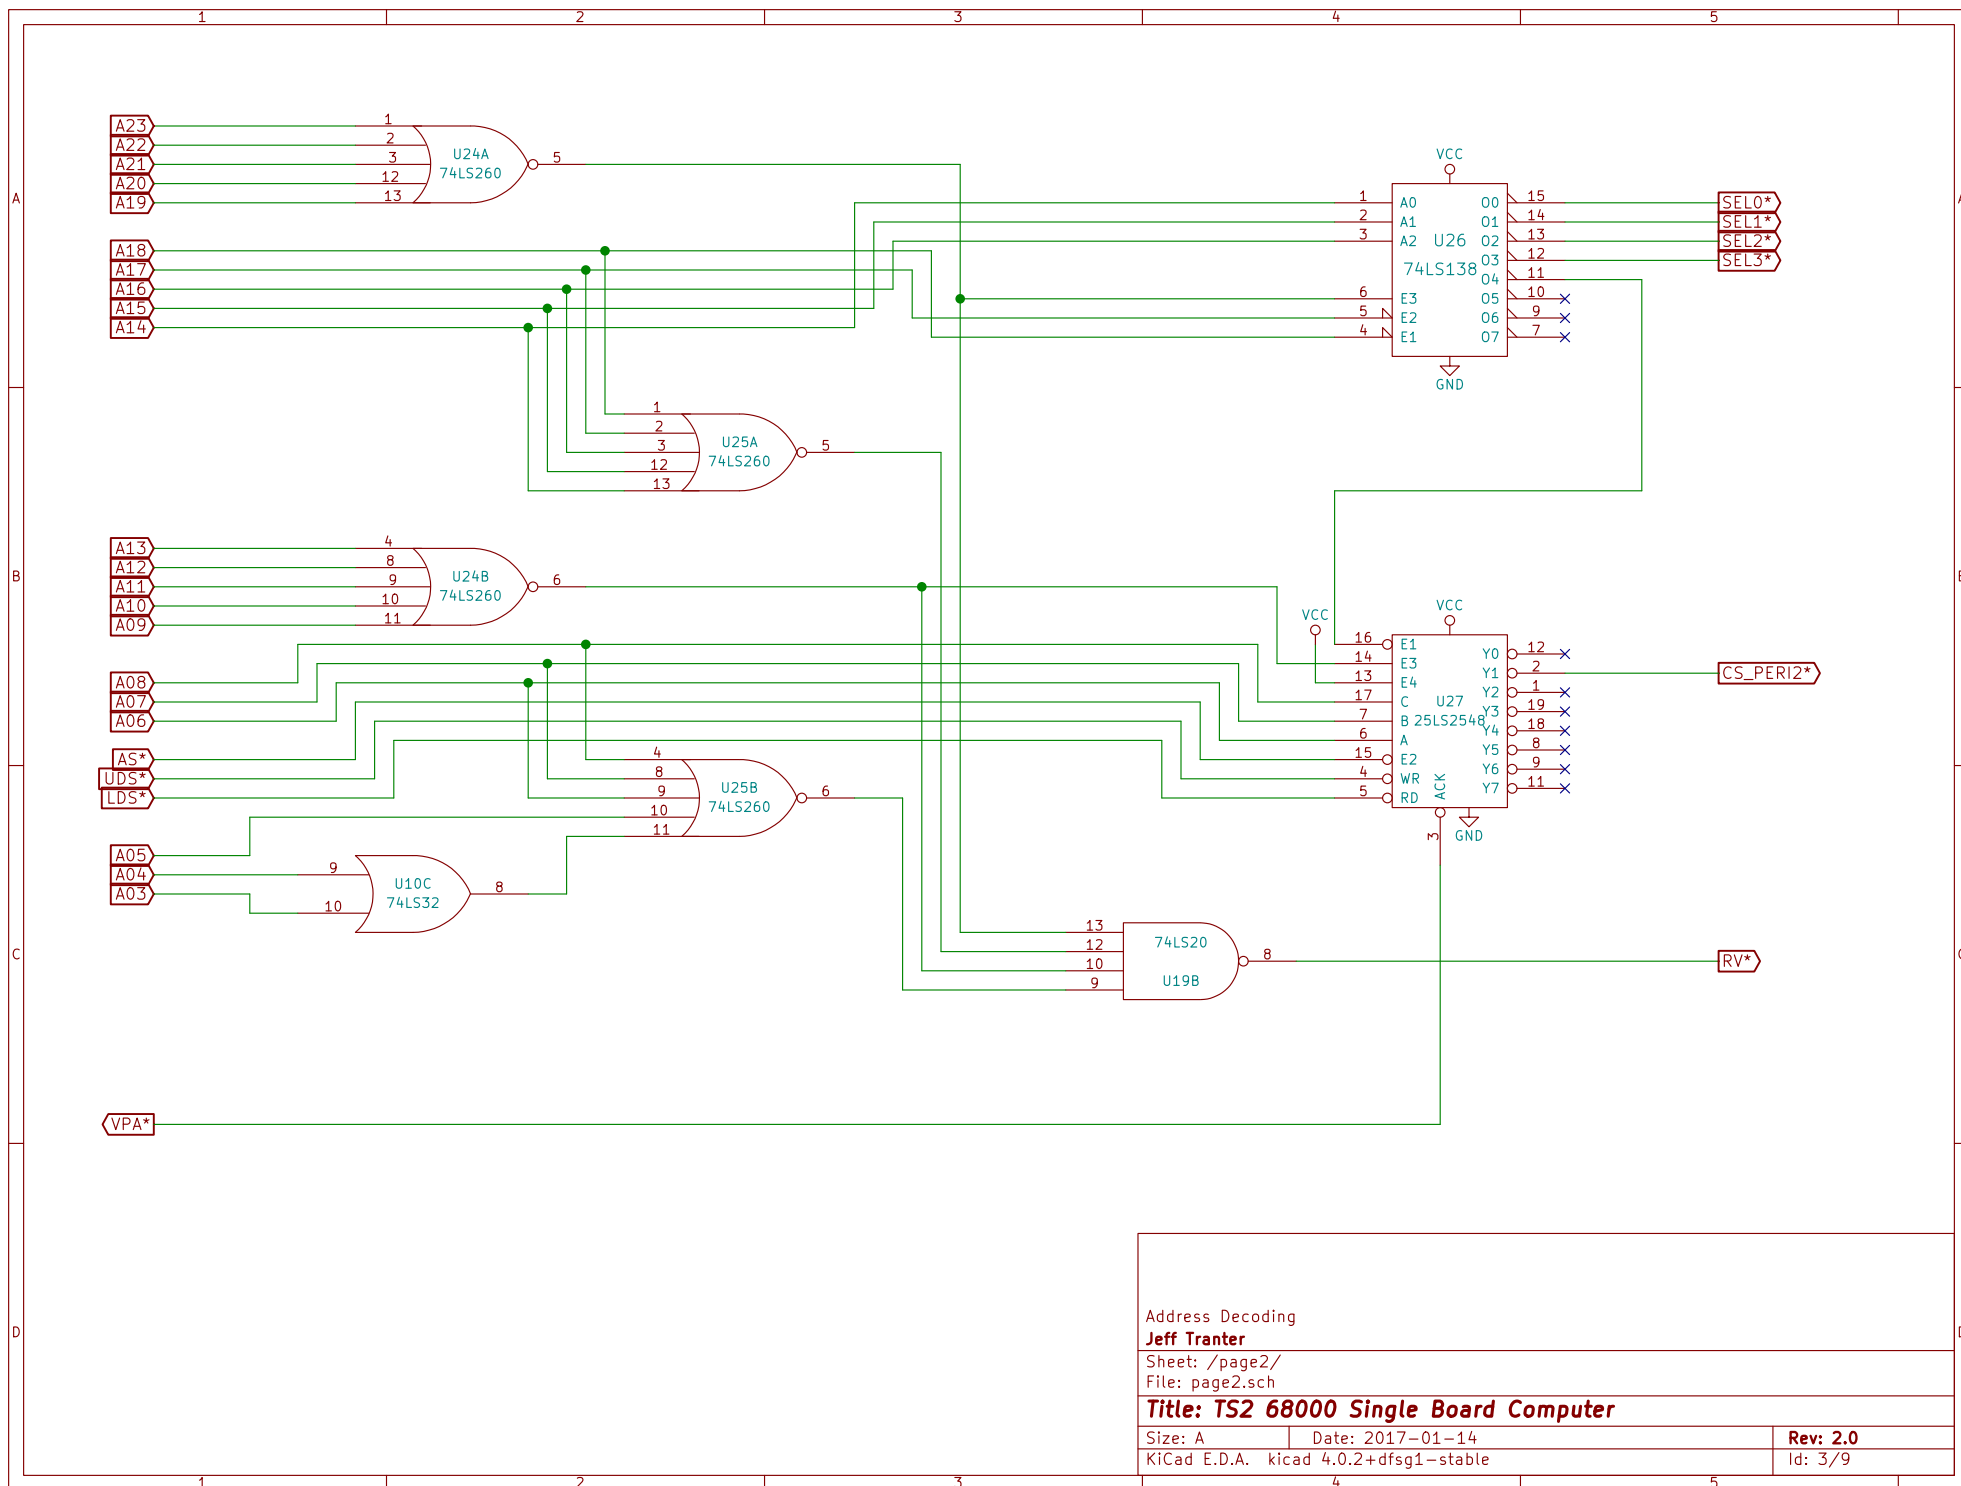 1 2 3 4 5
A
B
C
D
A23
A22
A21
A20
A19
1
2
3
12
13
U24A
74LS260
5
A18
A17
A16
A15
A14
1
2
3
12
13
U25A
74LS260
5
VCC
1 A0
2 A1
3 A2
6 E3
5 E2
4 E1
U26
74LS138
O0 15
O1 14
O2 13
O3 12
O4 11
O5 10
O6 9
O7 7
GND
SEL0*
SEL1*
SEL2*
SEL3*
A13
A12
A11
A10
A09
4
8
9
10
11
U24B
74LS260
6
A08
A07
A06
AS*
UDS*
LDS*
4
8
9
10
11
U25B
74LS260
6
A05
A04
A03
9
10
U10C
74LS32
8
VCC
VCC
16 E1
14 E3
13 E4
17 C
7 B
6 A
15 E2
4 WR
5 RD
U27
25LS2548
Y0 12
Y1 2
Y2 1
Y3 19
Y4 18
Y5 8
Y6 9
Y7 11
ACK
3
GND
CS_PERI2*
13
12
10
9
74LS20
U19B
8
RV*
VPA*
Address Decoding
Jeff Tranter
Sheet: /page2/
File: page2.sch
Title: TS2 68000 Single Board Computer
Size: A Date: 2017-01-14 Rev: 2.0
KiCad E.D.A. kicad 4.0.2+dfsg1-stable Id: 3/9
1 2 3 4 5